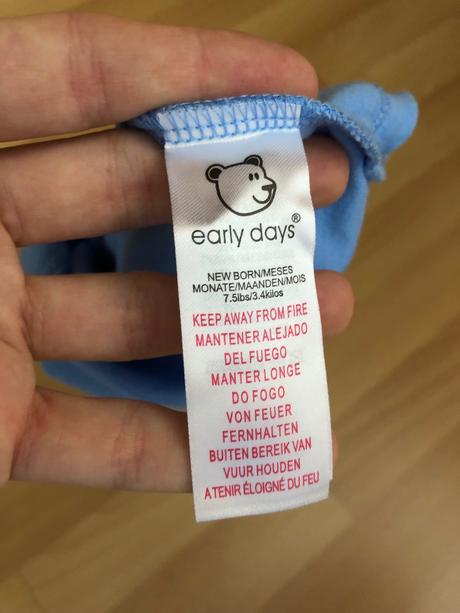 early days®
NEW BORN/MESES
MONATE/MAANDEN/MOIS
7.5lbs/3.4kilos
KEEP AWAY FROM FIRE
MANTENER ALEJADO
DEL FUEGO
MANTER LONGE
DO FOGO
VON FEUER
FERNHALTEN
BUITEN BEREIK VAN
VUUR HOUDEN
A TENIR ÉLOIGNÉ DU FEU